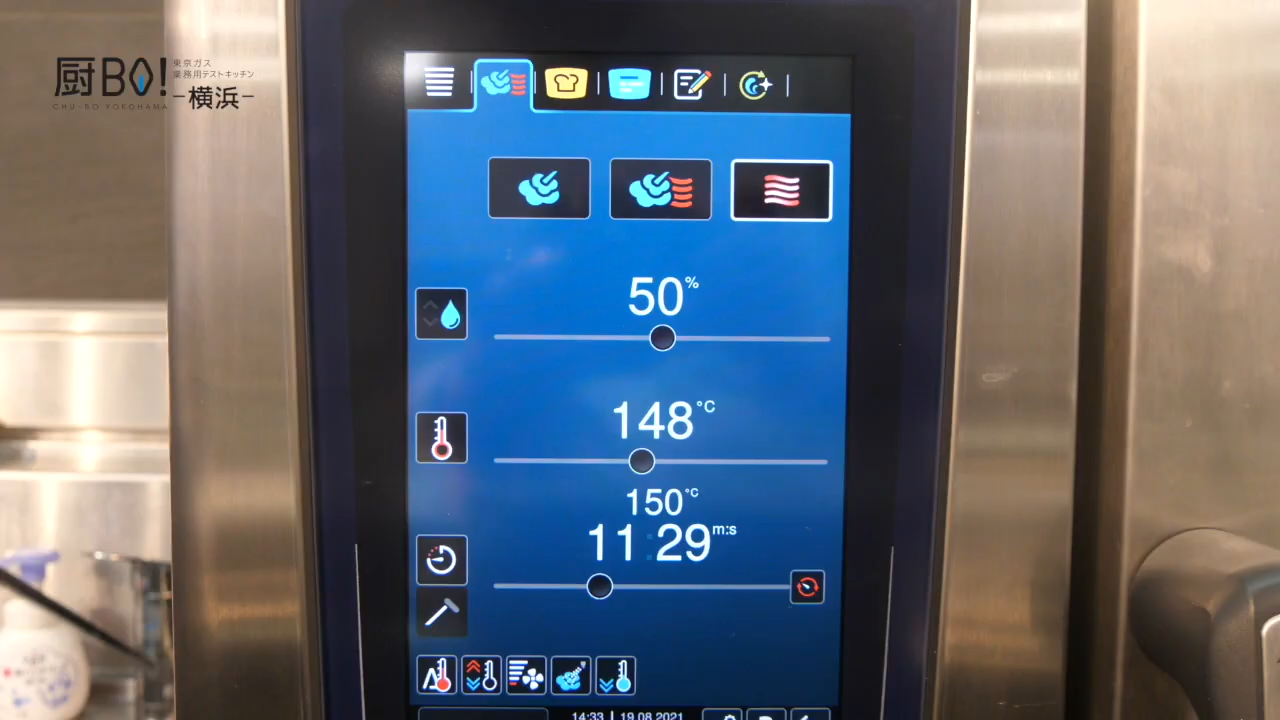 厨BO!
東京ガス
業務用テストキッチン
CHU-BO YOKOHAMA
-横浜-
50%
148°C
150°C
11:29 m:s
14:33 | 19.08.2021